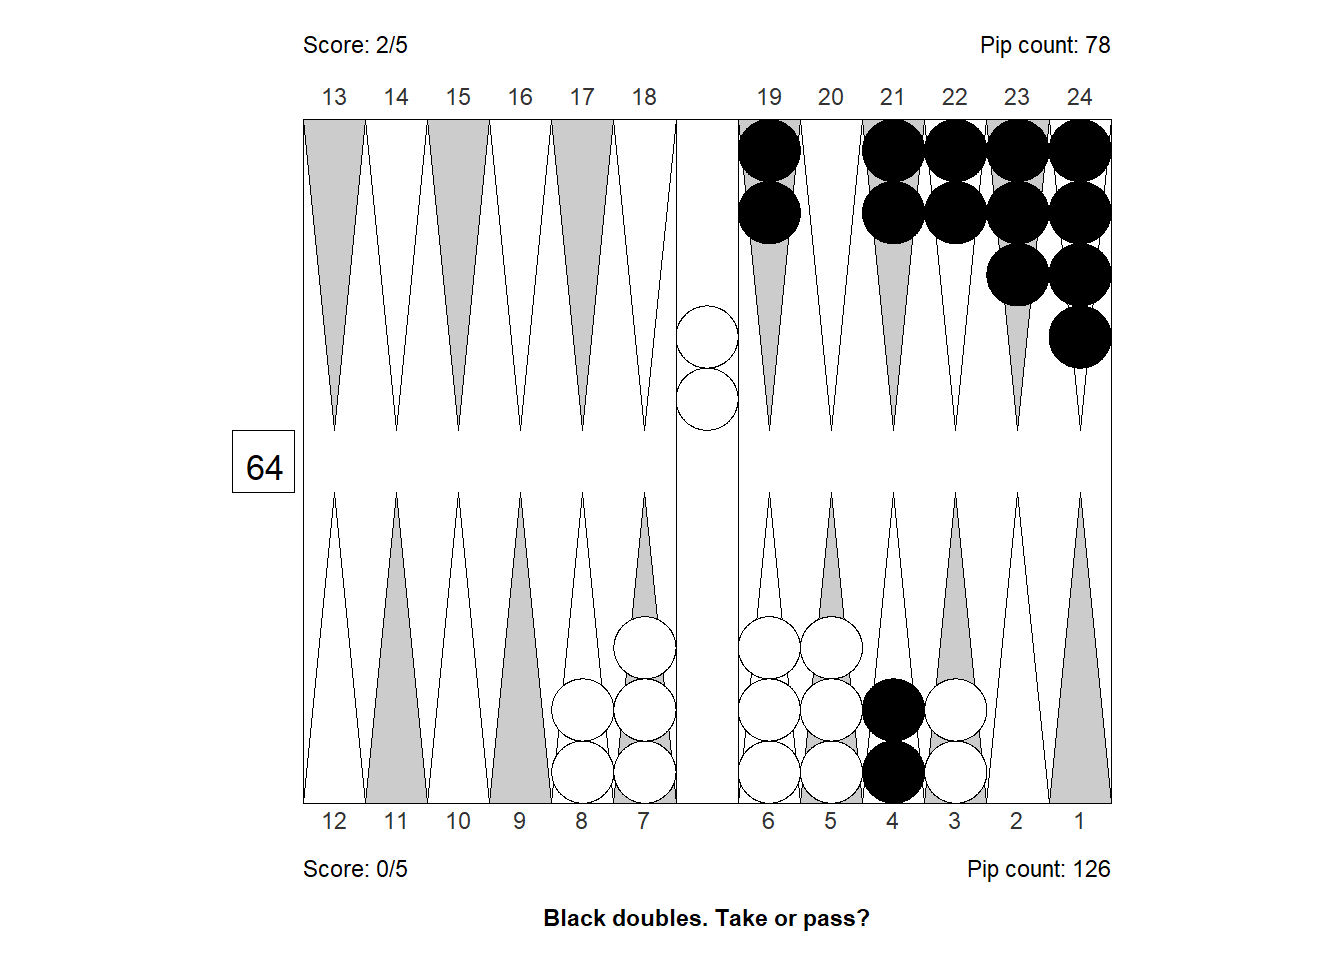 Score: 2/5 Pip count: 78
13 14 15 16 17 18 19 20 21 22 23 24
64
12 11 10 9 8 7 6 5 4 3 2 1
Score: 0/5 Pip count: 126
Black doubles. Take or pass?